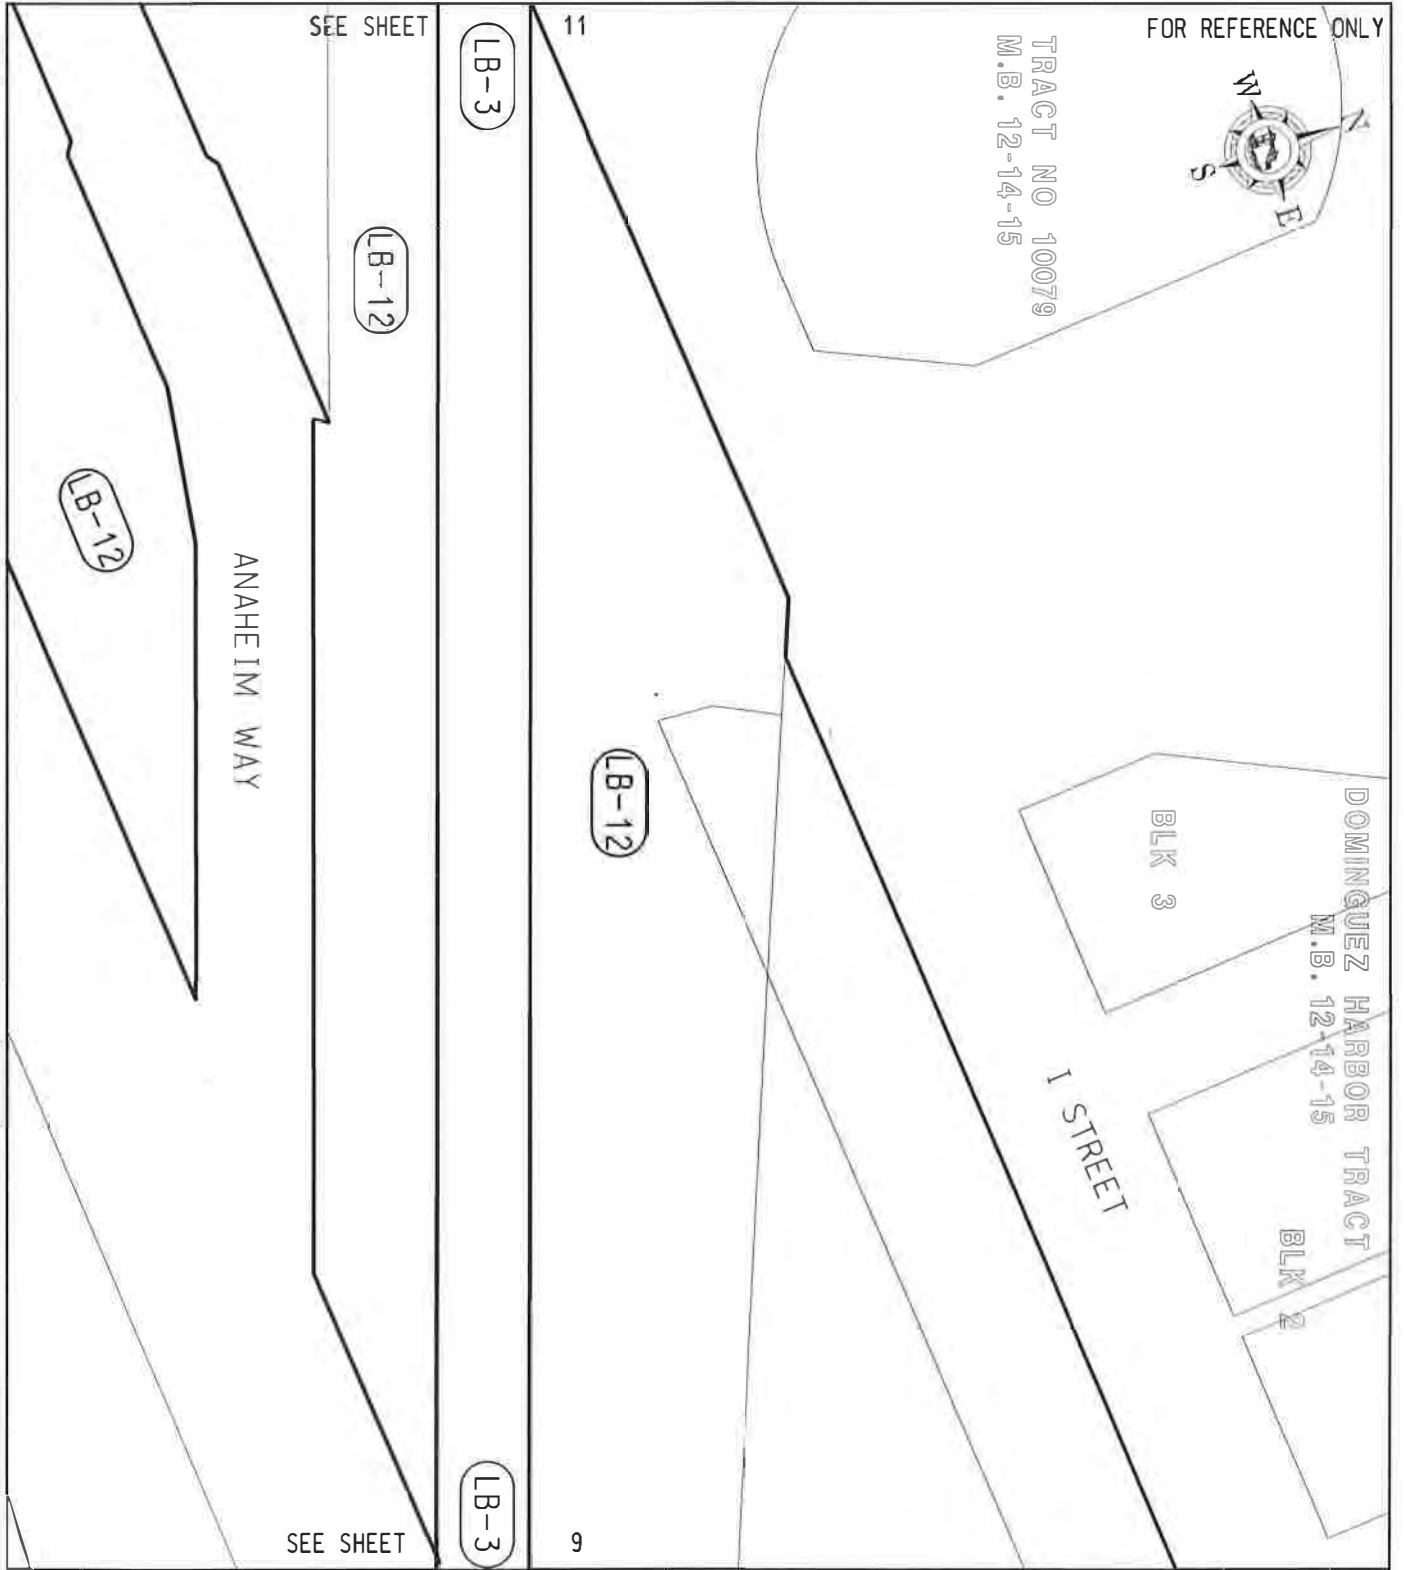 SEE SHEET 11
FOR REFERENCE ONLY
LB-3
W
N
S
E
TRACT NO 10079
M.B. 12-14-15
LB-12
LB-12
ANAHEIM WAY
LB-12
BLK 3
DOMINGUEZ HARBOR TRACT
M.B. 12-14-15
I STREET
BLK 2
LB-3
SEE SHEET 9